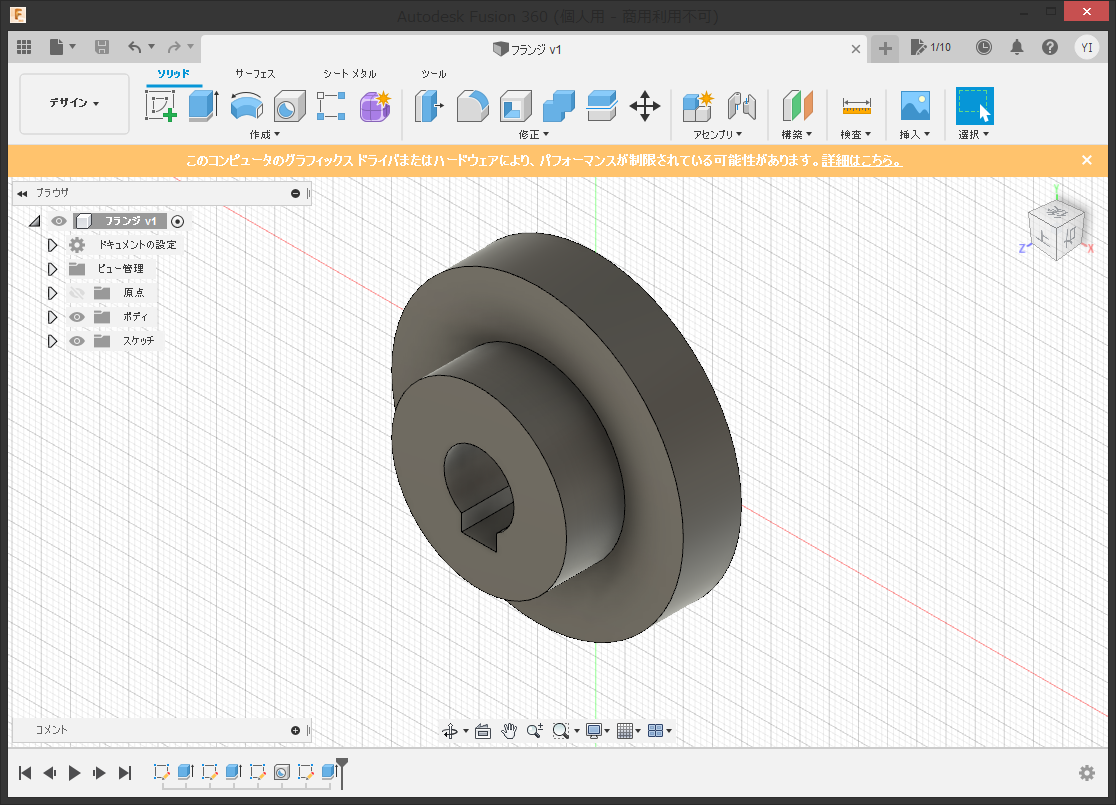 Autodesk Fusion 360 (個人用 - 商用利用不可)
フランジ v1
1/10
YI
デザイン
ソリッド サーフェス シート メタル ツール
作成 修正 アセンブリ 構築 検査 挿入 選択
このコンピュータのグラフィックス ドライバまたはハードウェアにより、パフォーマンスが制限されている可能性があります。詳細はこちら。
ブラウザ
フランジ v1
ドキュメントの設定
ビュー管理
原点
ボディ
スケッチ
Y
Z
X
コメント